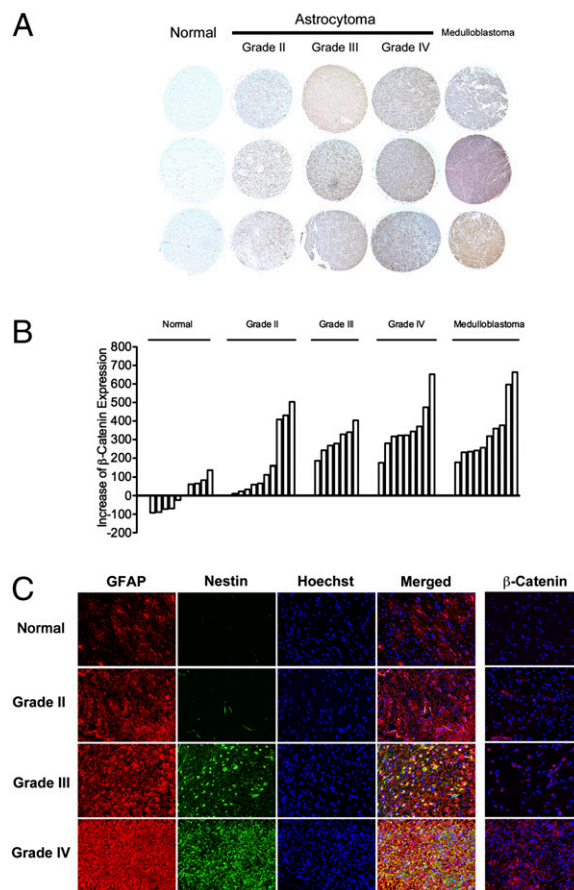 A
Normal
Astrocytoma
Grade II
Grade III
Grade IV
Medulloblastoma
B
Normal
Grade II
Grade III
Grade IV
Medulloblastoma
Increase of β-Catenin Expression
800
700
600
500
400
300
200
100
0
-100
-200
C
GFAP
Nestin
Hoechst
Merged
β-Catenin
Normal
Grade II
Grade III
Grade IV